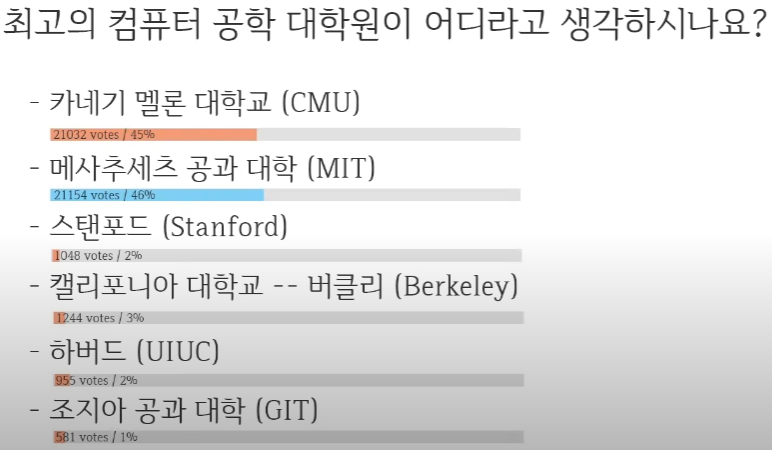 최고의 컴퓨터 공학 대학원이 어디라고 생각하시나요?
- 카네기 멜론 대학교 (CMU)
21032 votes / 45%
- 메사추세츠 공과 대학 (MIT)
21154 votes / 46%
- 스탠포드 (Stanford)
1048 votes / 2%
- 캘리포니아 대학교 -- 버클리 (Berkeley)
1244 votes / 3%
- 하버드 (UIUC)
955 votes / 2%
- 조지아 공과 대학 (GIT)
581 votes / 1%